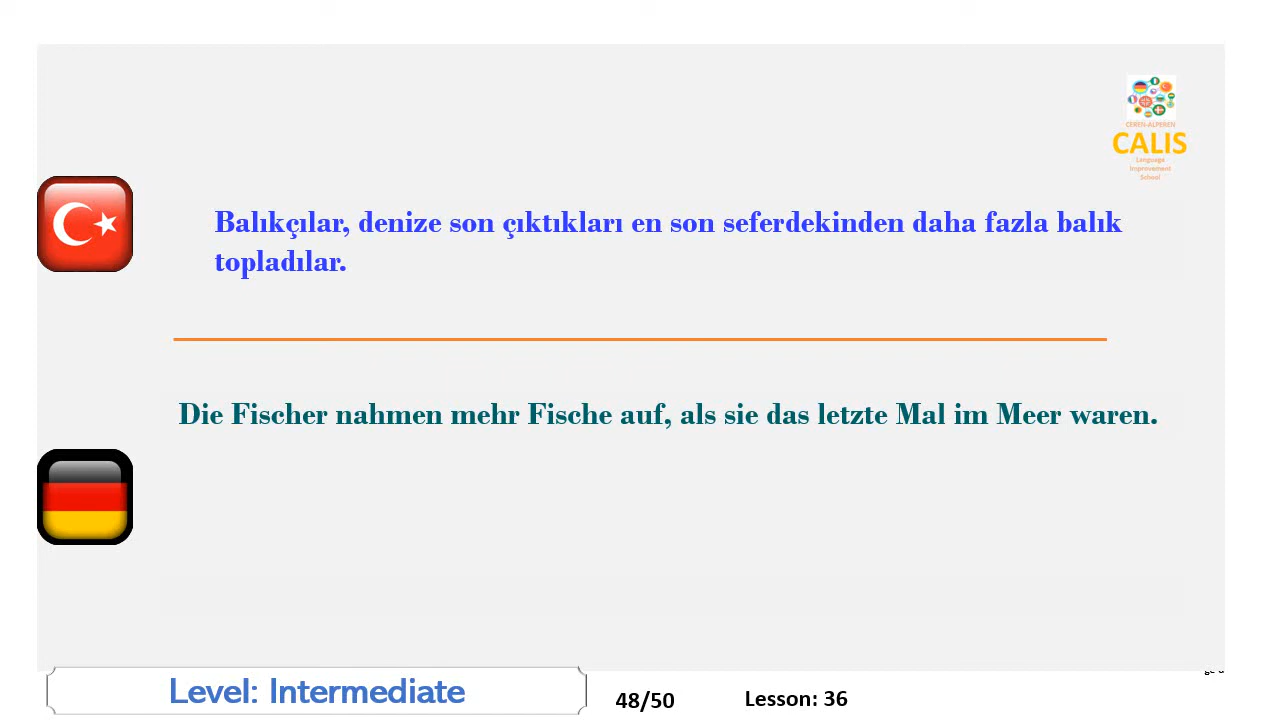 CEREN-ALPEREN
CALIS
Language
Improvement
School
Balıkçılar, denize son çıktıkları en son seferdekinden daha fazla balık
topladılar.
Die Fischer nahmen mehr Fische auf, als sie das letzte Mal im Meer waren.
Level: Intermediate
48/50
Lesson: 36